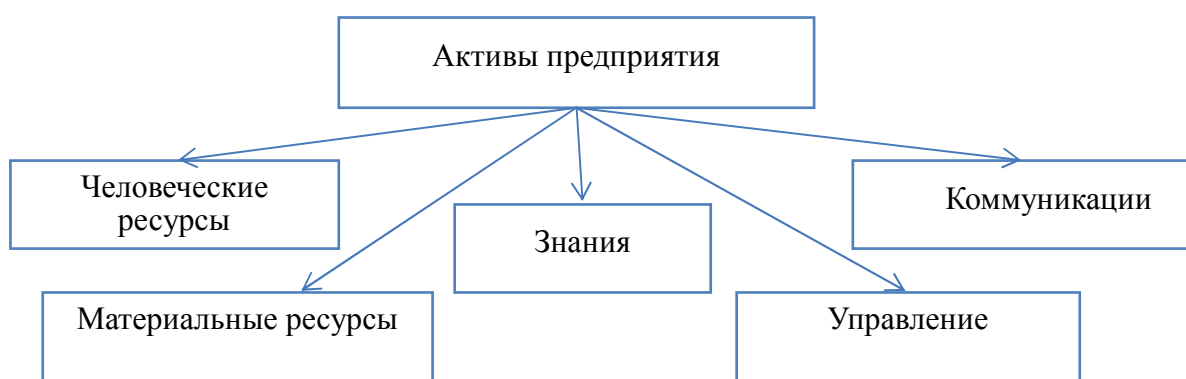 Активы предприятия
Человеческие
ресурсы
Знания
Коммуникации
Материальные ресурсы
Управление